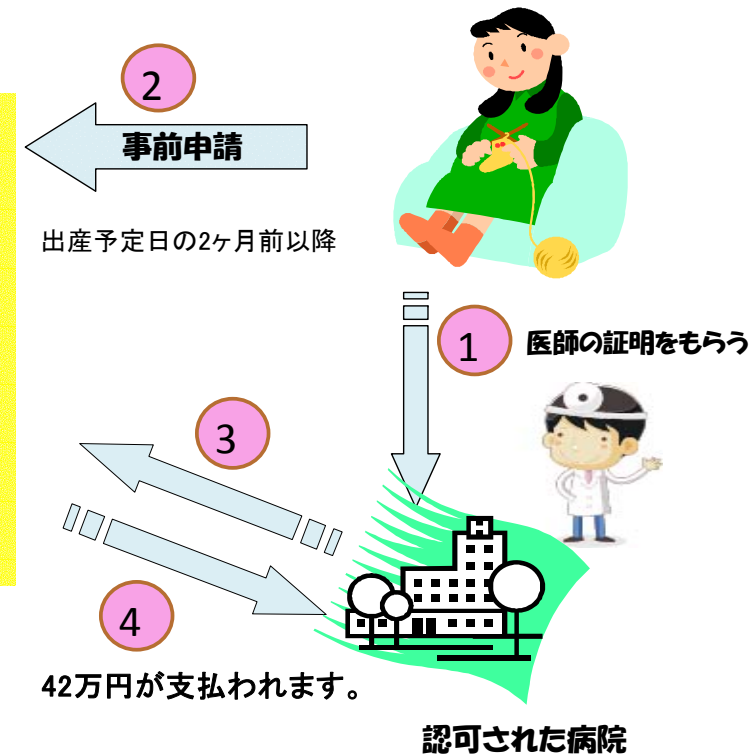 2
事前申請
出産予定日の2ヶ月前以降
1
医師の証明をもらう
3
4
42万円が支払われます。
H
認可された病院